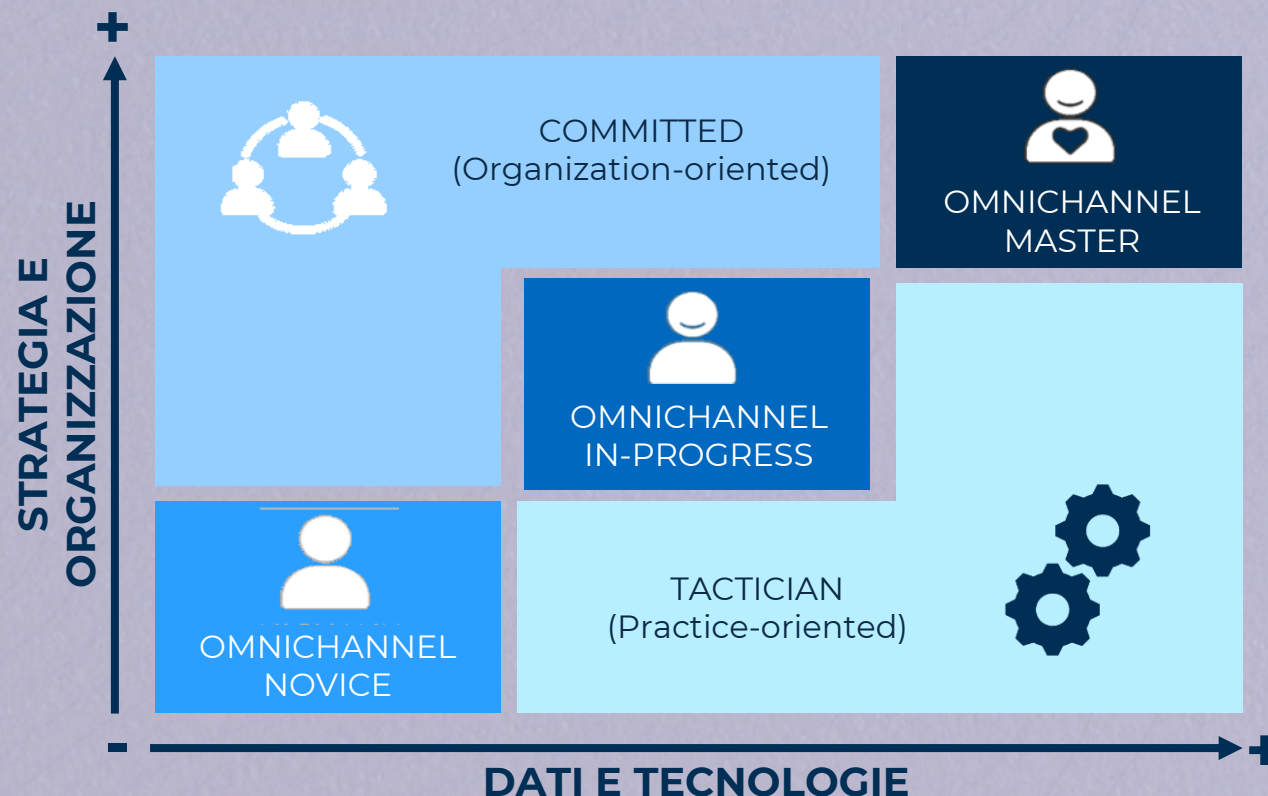 +
STRATEGIA E
ORGANIZZAZIONE
COMMITTED
(Organization-oriented)
OMNICHANNEL
MASTER
OMNICHANNEL
IN-PROGRESS
OMNICHANNEL
NOVICE
TACTICIAN
(Practice-oriented)
-
+
DATI E TECNOLOGIE